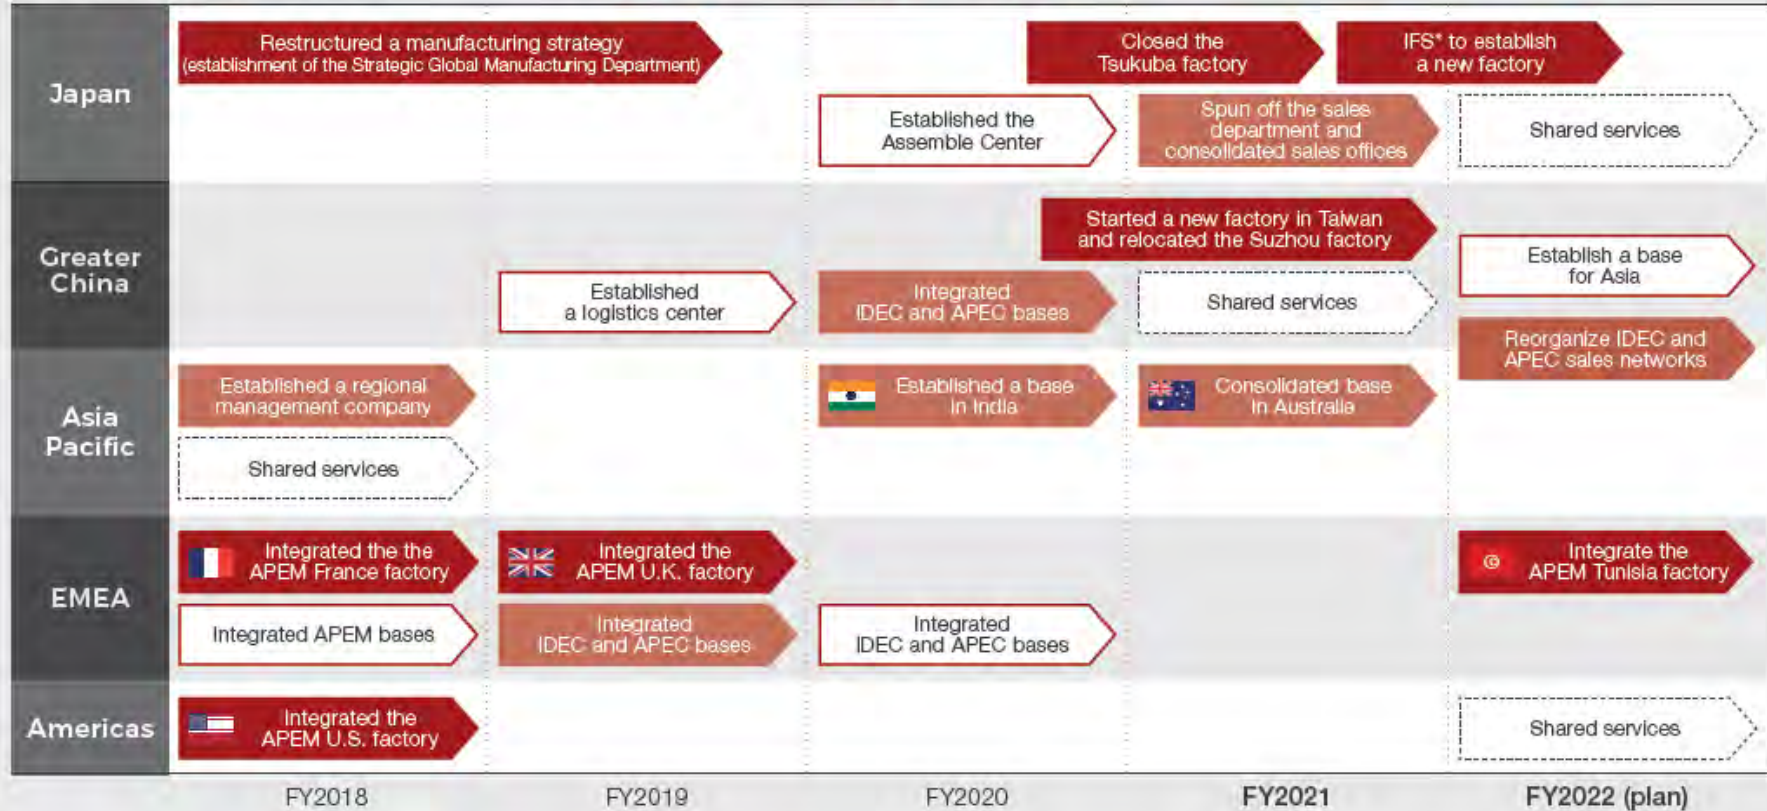 Japan
Restructured a manufacturing strategy
(establishment of the Strategic Global Manufacturing Department)
Closed the
Tsukuba factory
IFS* to establish
a new factory
Established the
Assemble Center
Spun off the sales
department and
consolidated sales offices
Shared services
Greater
China
Started a new factory in Taiwan
and relocated the Suzhou factory
Established
a logistics center
Integrated
IDEC and APEC bases
Shared services
Establish a base
for Asia
Reorganize IDEC and
APEC sales networks
Asia
Pacific
Established a regional
management company
Established a base
in India
Consolidated base
in Australia
Shared services
EMEA
Integrated the the
APEM France factory
Integrated the
APEM U.K. factory
Integrate the
APEM Tunisia factory
Integrated APEM bases
Integrated
IDEC and APEC bases
Integrated
IDEC and APEC bases
Americas
Integrated the
APEM U.S. factory
Shared services
FY2018
FY2019
FY2020
FY2021
FY2022 (plan)